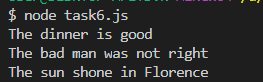 $ node task6.js
The dinner is good
The bad man was not right
The sun shone in Florence